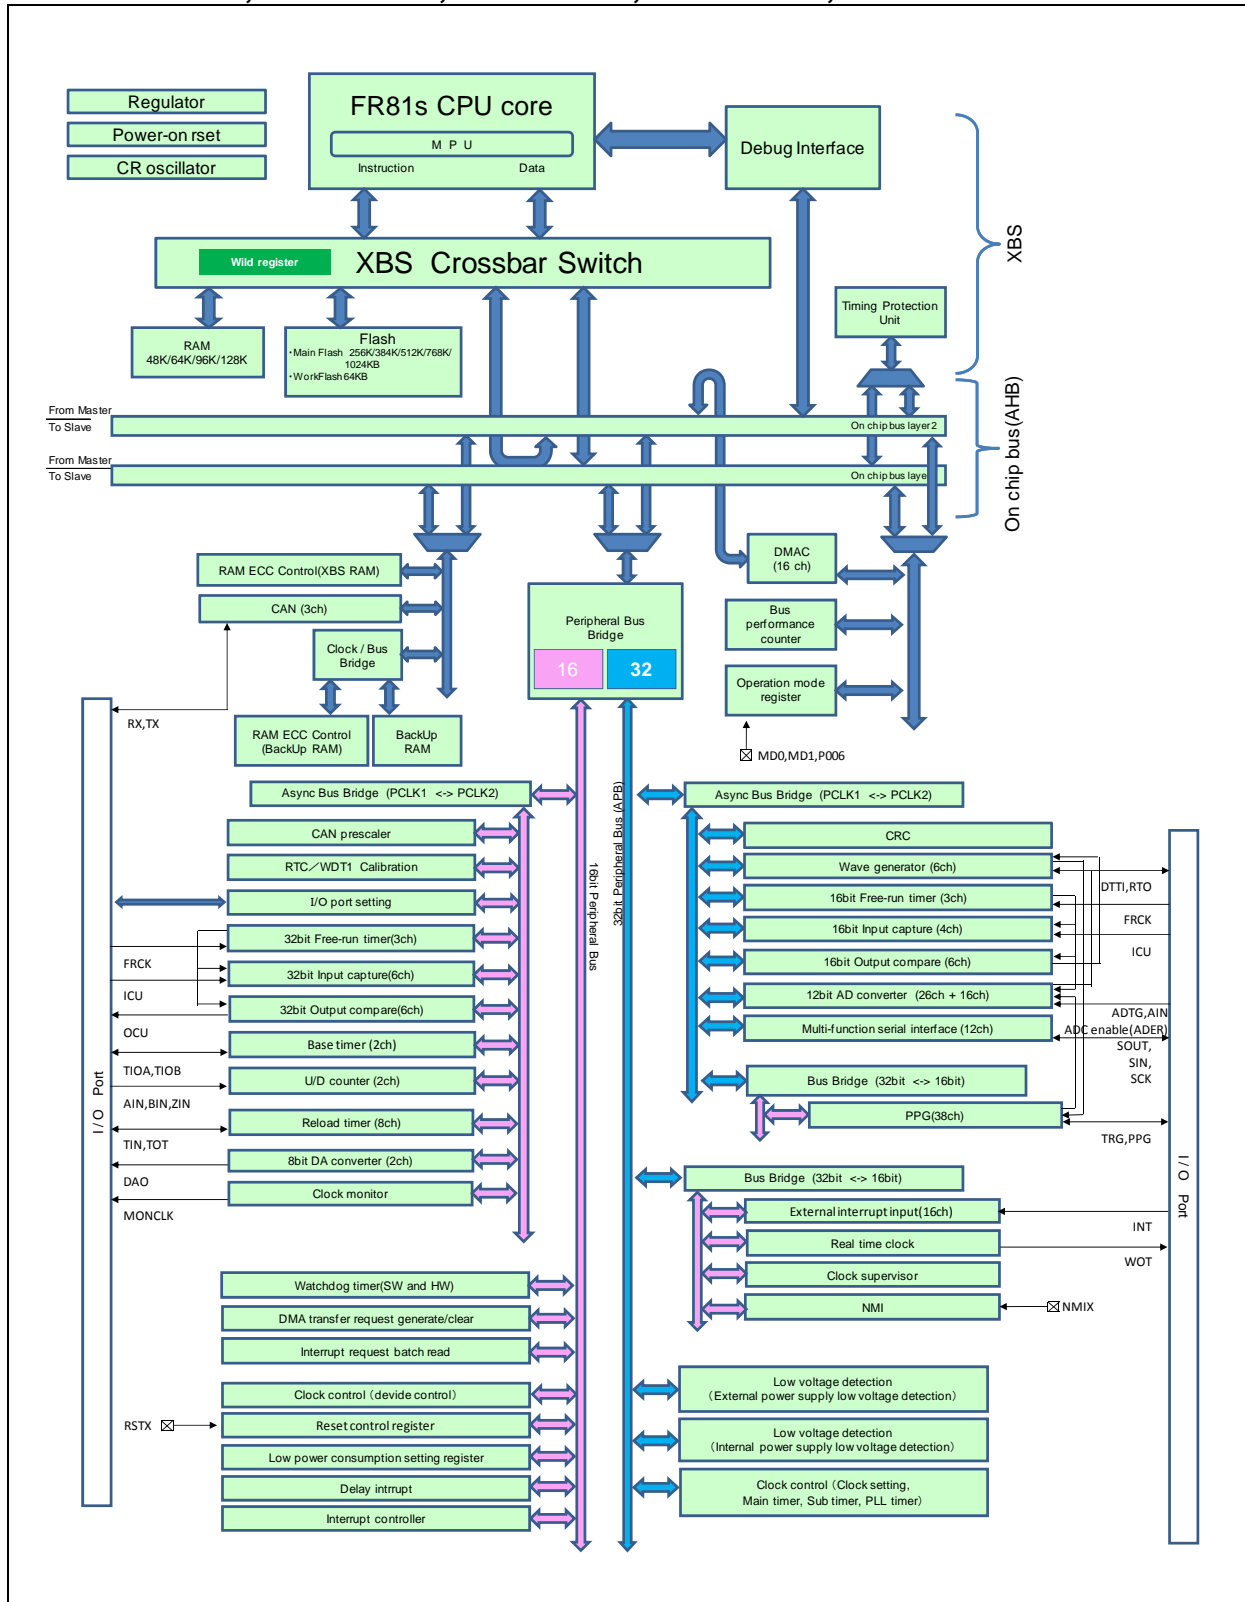 Regulator
Power-on rset
CR oscillator
FR81s CPU core
M P U
Instruction
Data
Debug Interface
XBS
Wild register
XBS Crossbar Switch
Timing Protection
Unit
RAM
48K/64K/96K/128K
Flash
・Main Flash 256K/384K/512K/768K/
1024KB
・WorkFlash 64KB
On chip bus(AHB)
From Master
To Slave
On chip bus layer 2
From Master
To Slave
On chip bus laye
RAM ECC Control(XBS RAM)
CAN (3ch)
Clock / Bus
Bridge
RAM ECC Control
(BackUp RAM)
BackUp
RAM
RX,TX
Peripheral Bus
Bridge
16
32
DMAC
(16 ch)
Bus
performance
counter
Operation mode
register
MD0,MD1,P006
16bit Peripheral Bus
32bit Peripheral Bus (APB)
Async Bus Bridge (PCLK1 <-> PCLK2)
CAN prescaler
RTC／WDT1 Calibration
I/O port setting
32bit Free-run timer(3ch)
FRCK
32bit Input capture(6ch)
ICU
32bit Output compare(6ch)
OCU
Base timer (2ch)
TIOA,TIOB
U/D counter (2ch)
AIN,BIN,ZIN
Reload timer (8ch)
TIN,TOT
8bit DA converter (2ch)
DAO
Clock monitor
MONCLK
I / O Port
Async Bus Bridge (PCLK1 <-> PCLK2)
CRC
Wave generator (6ch)
DTTI,RTO
16bit Free-run timer (3ch)
FRCK
16bit Input capture (4ch)
ICU
16bit Output compare (6ch)
12bit AD converter (26ch + 16ch)
ADTG,AIN
ADC enable(ADER)
Multi-function serial interface (12ch)
SOUT,
SIN,
SCK
Bus Bridge (32bit <-> 16bit)
PPG(38ch)
TRG,PPG
I / O Port
Bus Bridge (32bit <-> 16bit)
External interrupt input(16ch)
INT
Real time clock
WOT
Clock supervisor
NMI
NMIX
Watchdog timer(SW and HW)
DMA transfer request generate/clear
Interrupt request batch read
Clock control（devide control）
RSTX
Reset control register
Low power consumption setting register
Delay intrrupt
Interrupt controller
Low voltage detection
（External power supply low voltage detection）
Low voltage detection
（Internal power supply low voltage detection）
Clock control（Clock setting,
Main timer, Sub timer, PLL timer）